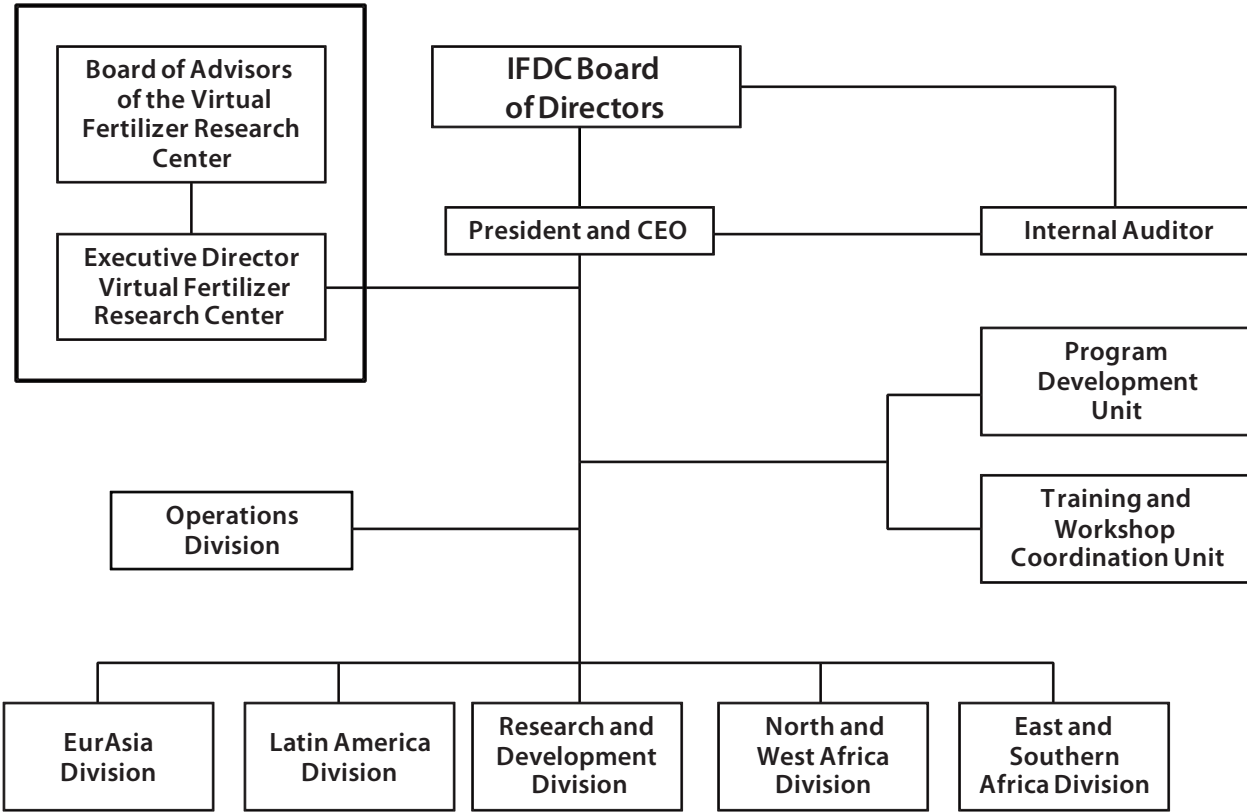 Board of Advisors
of the Virtual
Fertilizer Research
Center
IFDC Board
of Directors
President and CEO
Internal Auditor
Executive Director
Virtual Fertilizer
Research Center
Program
Development
Unit
Operations
Division
Training and
Workshop
Coordination Unit
EurAsia
Division
Latin America
Division
Research and
Development
Division
North and
West Africa
Division
East and
Southern
Africa Division